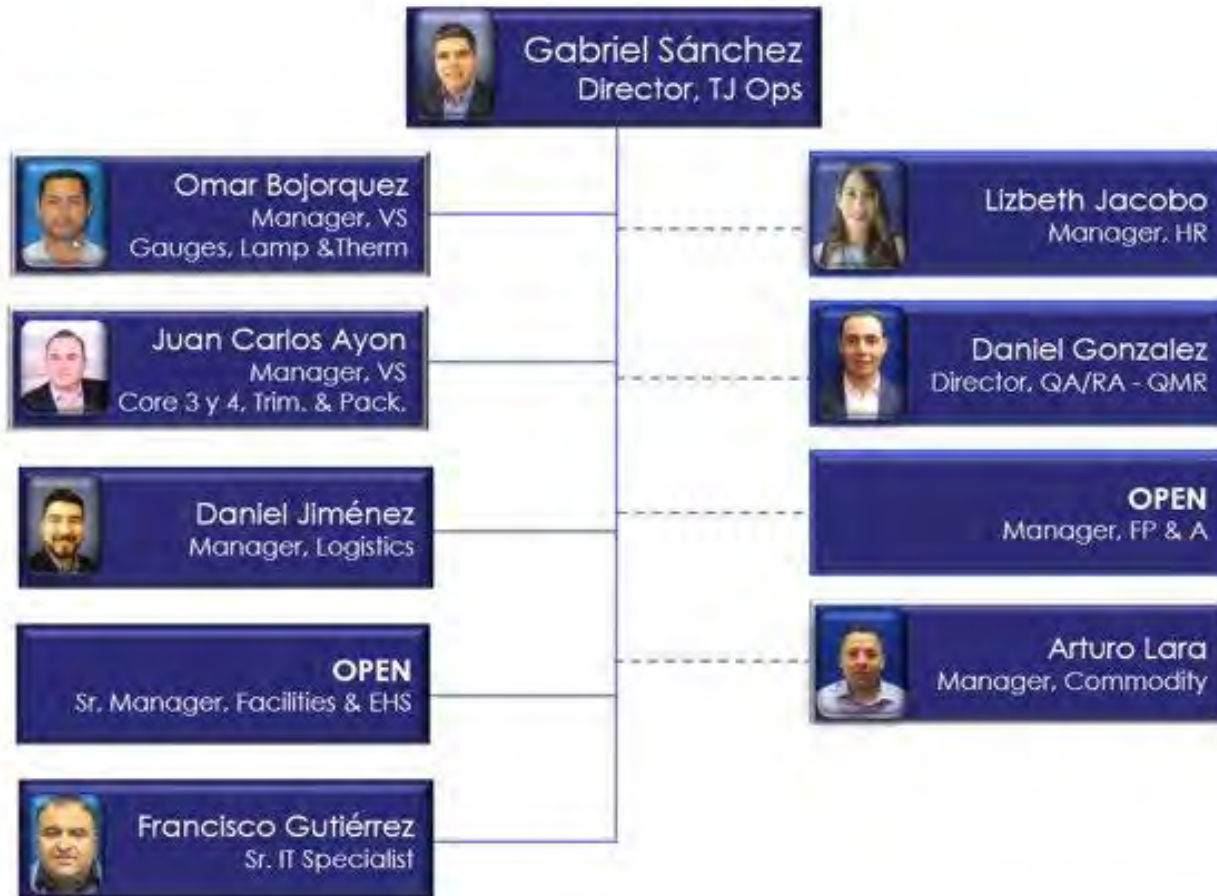 Gabriel Sánchez
Director, TJ Ops
Omar Bojorquez
Manager, VS
Gauges, Lamp &Therm
Juan Carlos Ayon
Manager, VS
Core 3 y 4, Trim. & Pack.
Daniel Jiménez
Manager, Logistics
OPEN
Sr. Manager, Facilities & EHS
Francisco Gutiérrez
Sr. IT Specialist
Lizbeth Jacobo
Manager, HR
Daniel Gonzalez
Director, QA/RA - QMR
OPEN
Manager, FP & A
Arturo Lara
Manager, Commodity